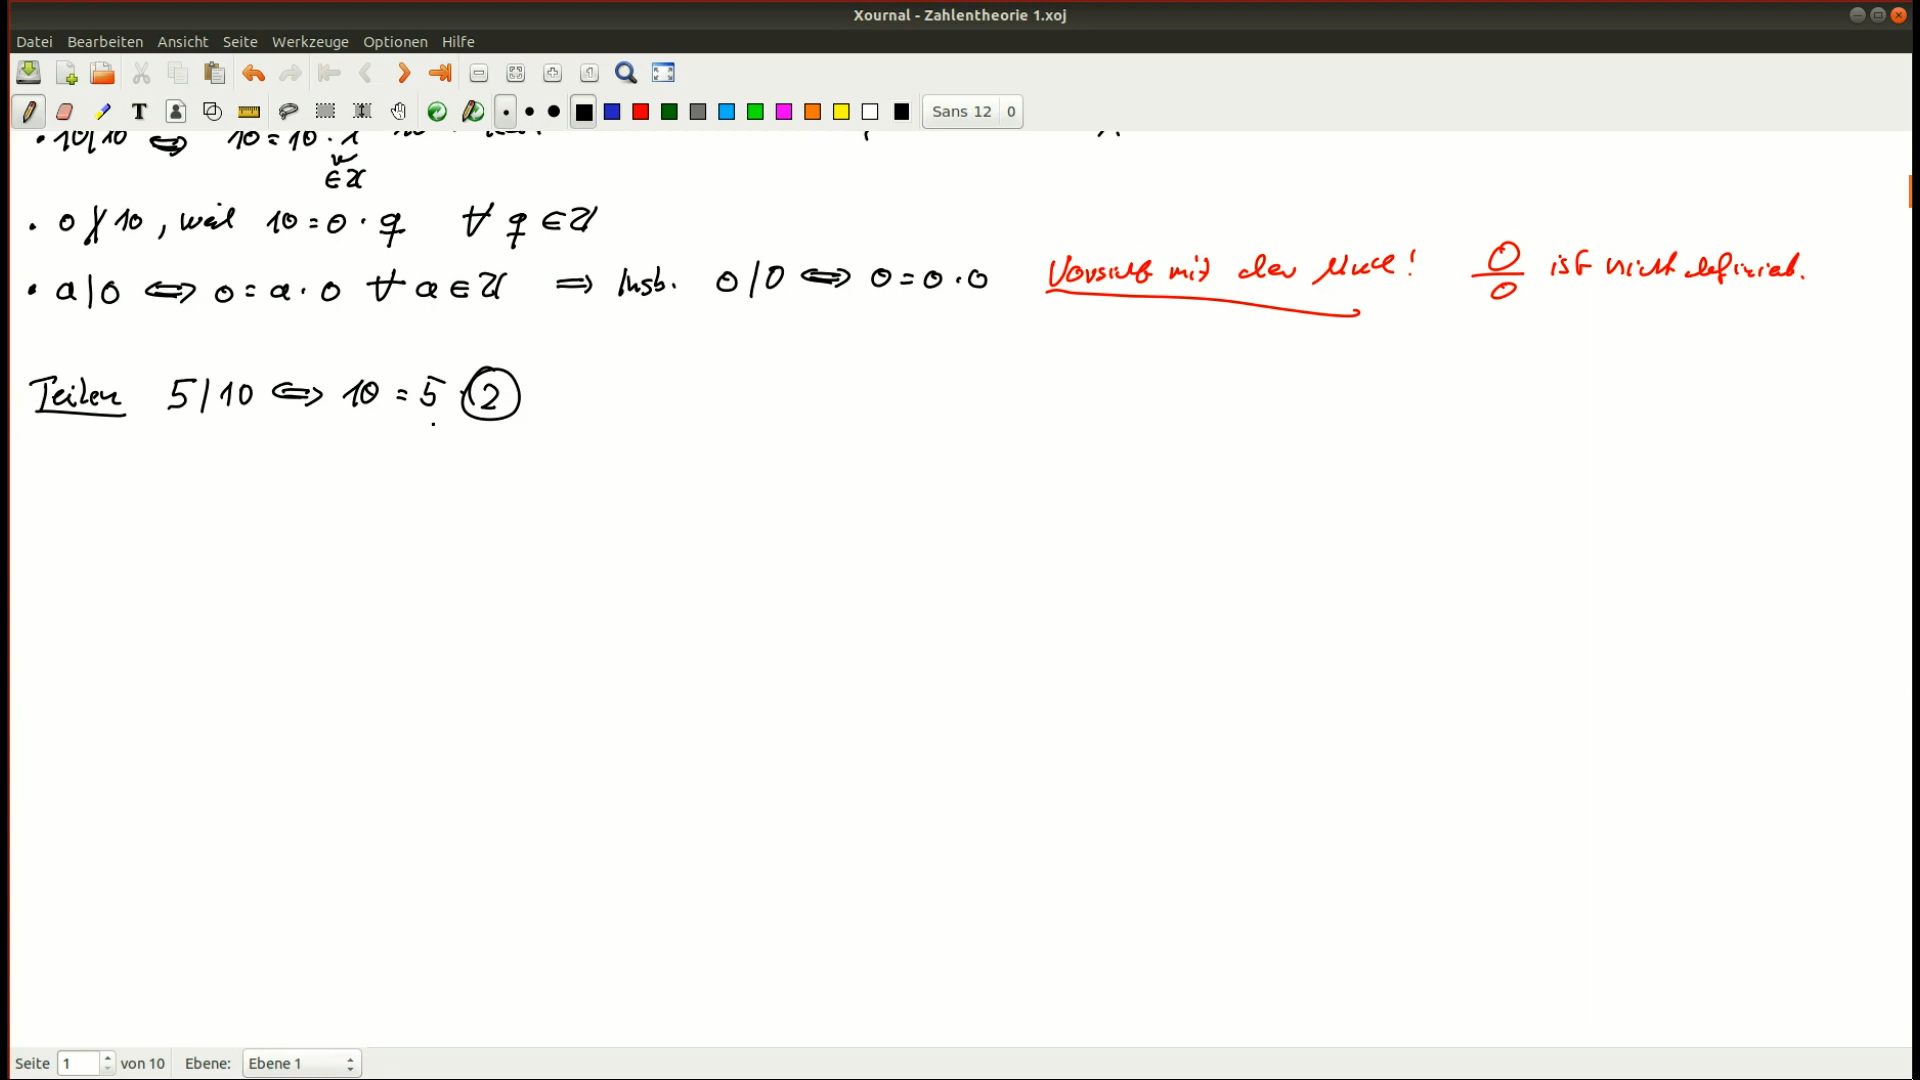 Xournal - Zahlentheorie 1.xoj
Datei Bearbeiten Ansicht Seite Werkzeuge Optionen Hilfe
Sans 12 0
• 10|10 ⇔ 10 = 10 · 1
∈ ℤ
• 0 ∤ 10, weil 10 = 0 · q ∀ q ∈ ℤ
• a|0 ⇔ 0 = a · 0 ∀ a ∈ ℤ ⇒ Insb. 0|0 ⇔ 0 = 0 · 0 Vorsicht mit der Null! 0/0 ist nicht definiert.
Teilen 5|10 ⇔ 10 = 5 · 2
Seite 1 von 10 Ebene: Ebene 1